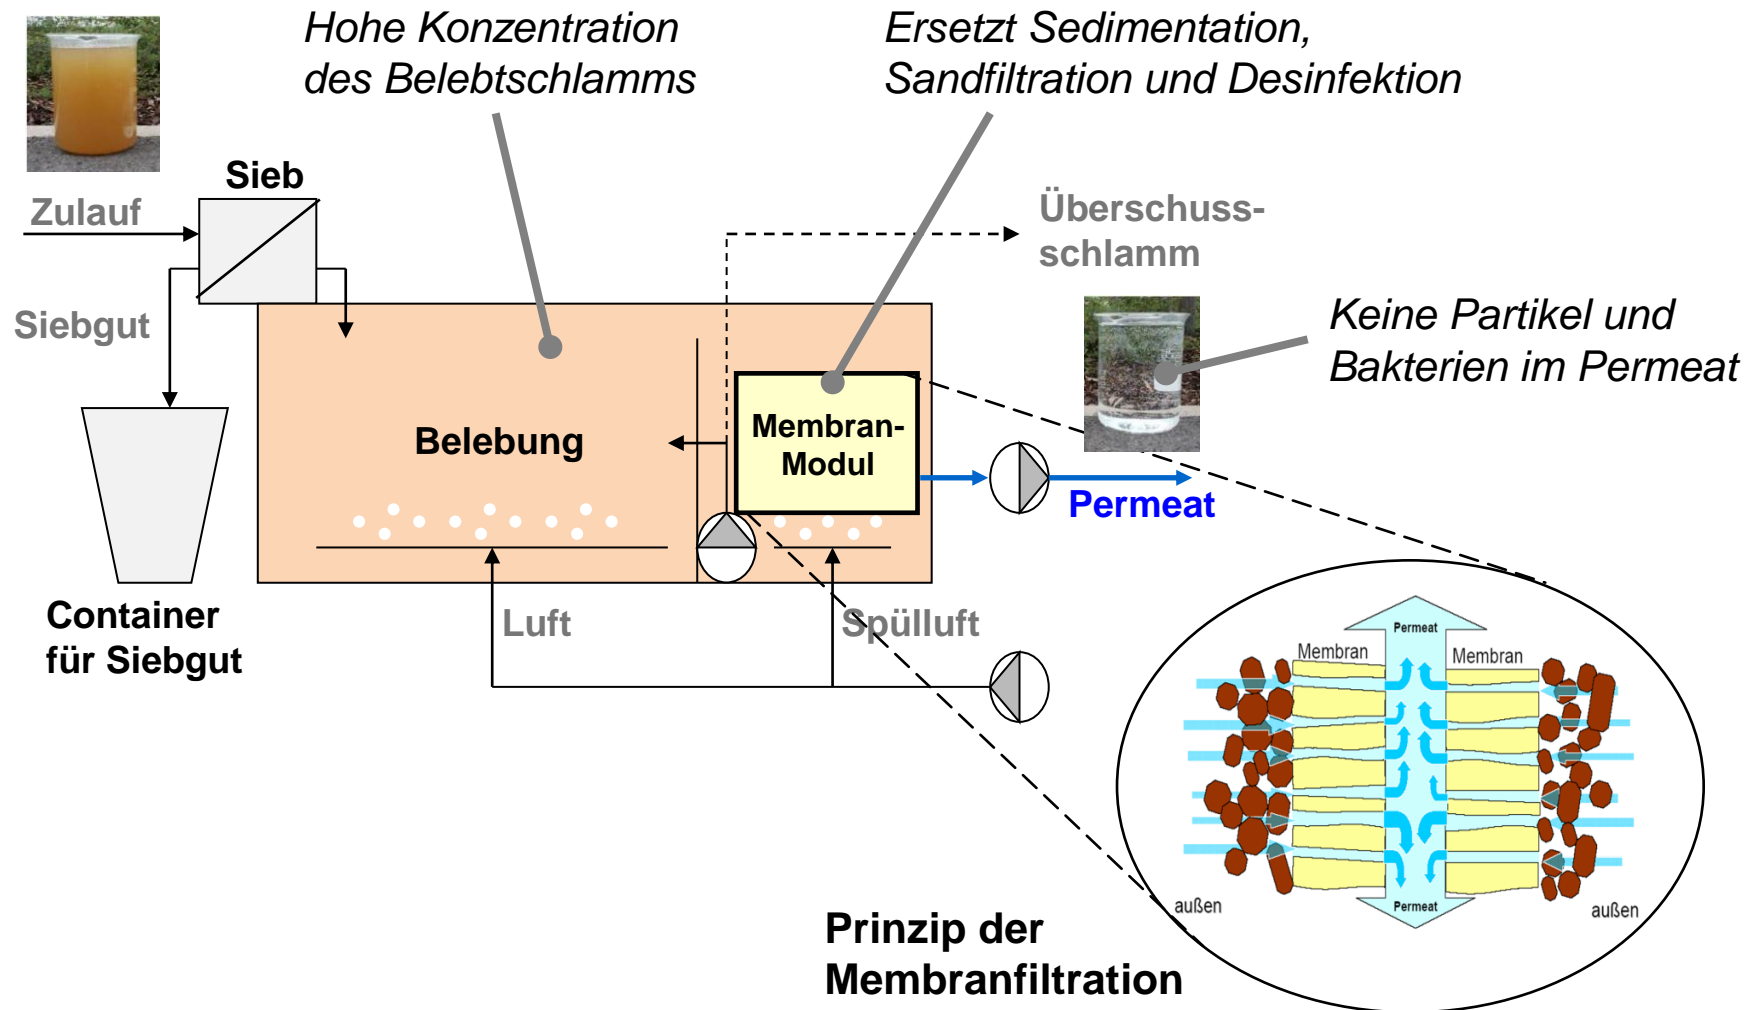 Hohe Konzentration
des Belebtschlamms
Ersetzt Sedimentation,
Sandfiltration und Desinfektion
Sieb
Zulauf
Überschuss-
schlamm
Siebgut
Keine Partikel und
Bakterien im Permeat
Belebung
Membran-
Modul
Permeat
Container
für Siebgut
Luft
Spülluft
Permeat
Membran
Membran
Permeat
außen
außen
Prinzip der
Membranfiltration